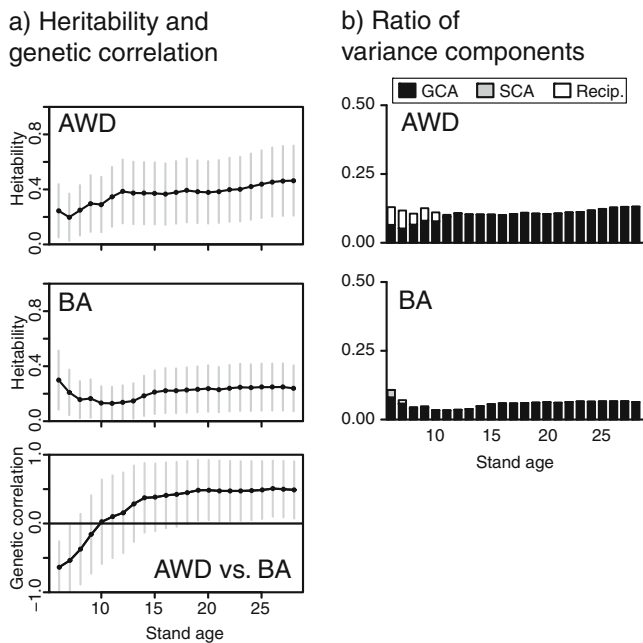 a) Heritability and
genetic correlation
AWD
Heitability
0.0 0.4 0.8
BA
Heitability
0.0 0.4 0.8
Genetic correlation
−1.0 0.0 1.0
AWD vs. BA
10 15 20 25
Stand age
b) Ratio of
variance components
GCA SCA Recip.
AWD
0.50
0.25
0.00
BA
0.50
0.25
0.00
10 15 20 25
Stand age